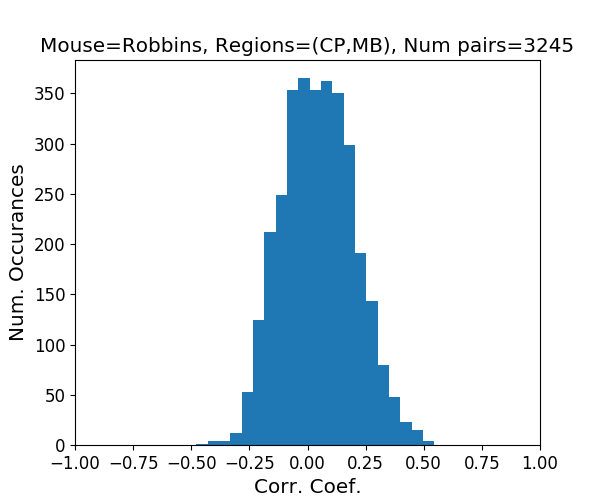 Mouse=Robbins, Regions=(CP,MB), Num pairs=3245
Num. Occurances
350
300
250
200
150
100
50
0
−1.00 −0.75 −0.50 −0.25 0.00 0.25 0.50 0.75 1.00
Corr. Coef.